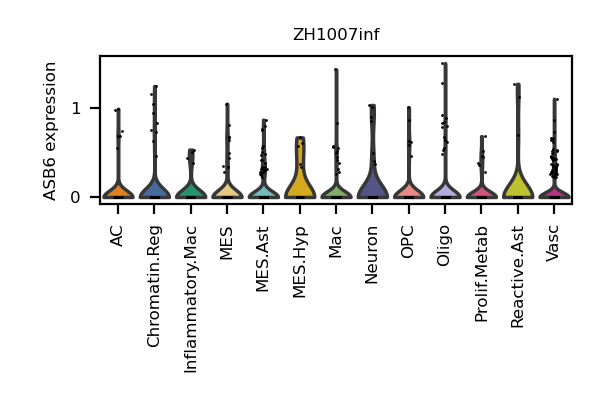 ZH1007inf
ASB6 expression
1
0
AC
Chromatin.Reg
Inflammatory.Mac
MES
MES.Ast
MES.Hyp
Mac
Neuron
OPC
Oligo
Prolif.Metab
Reactive.Ast
Vasc